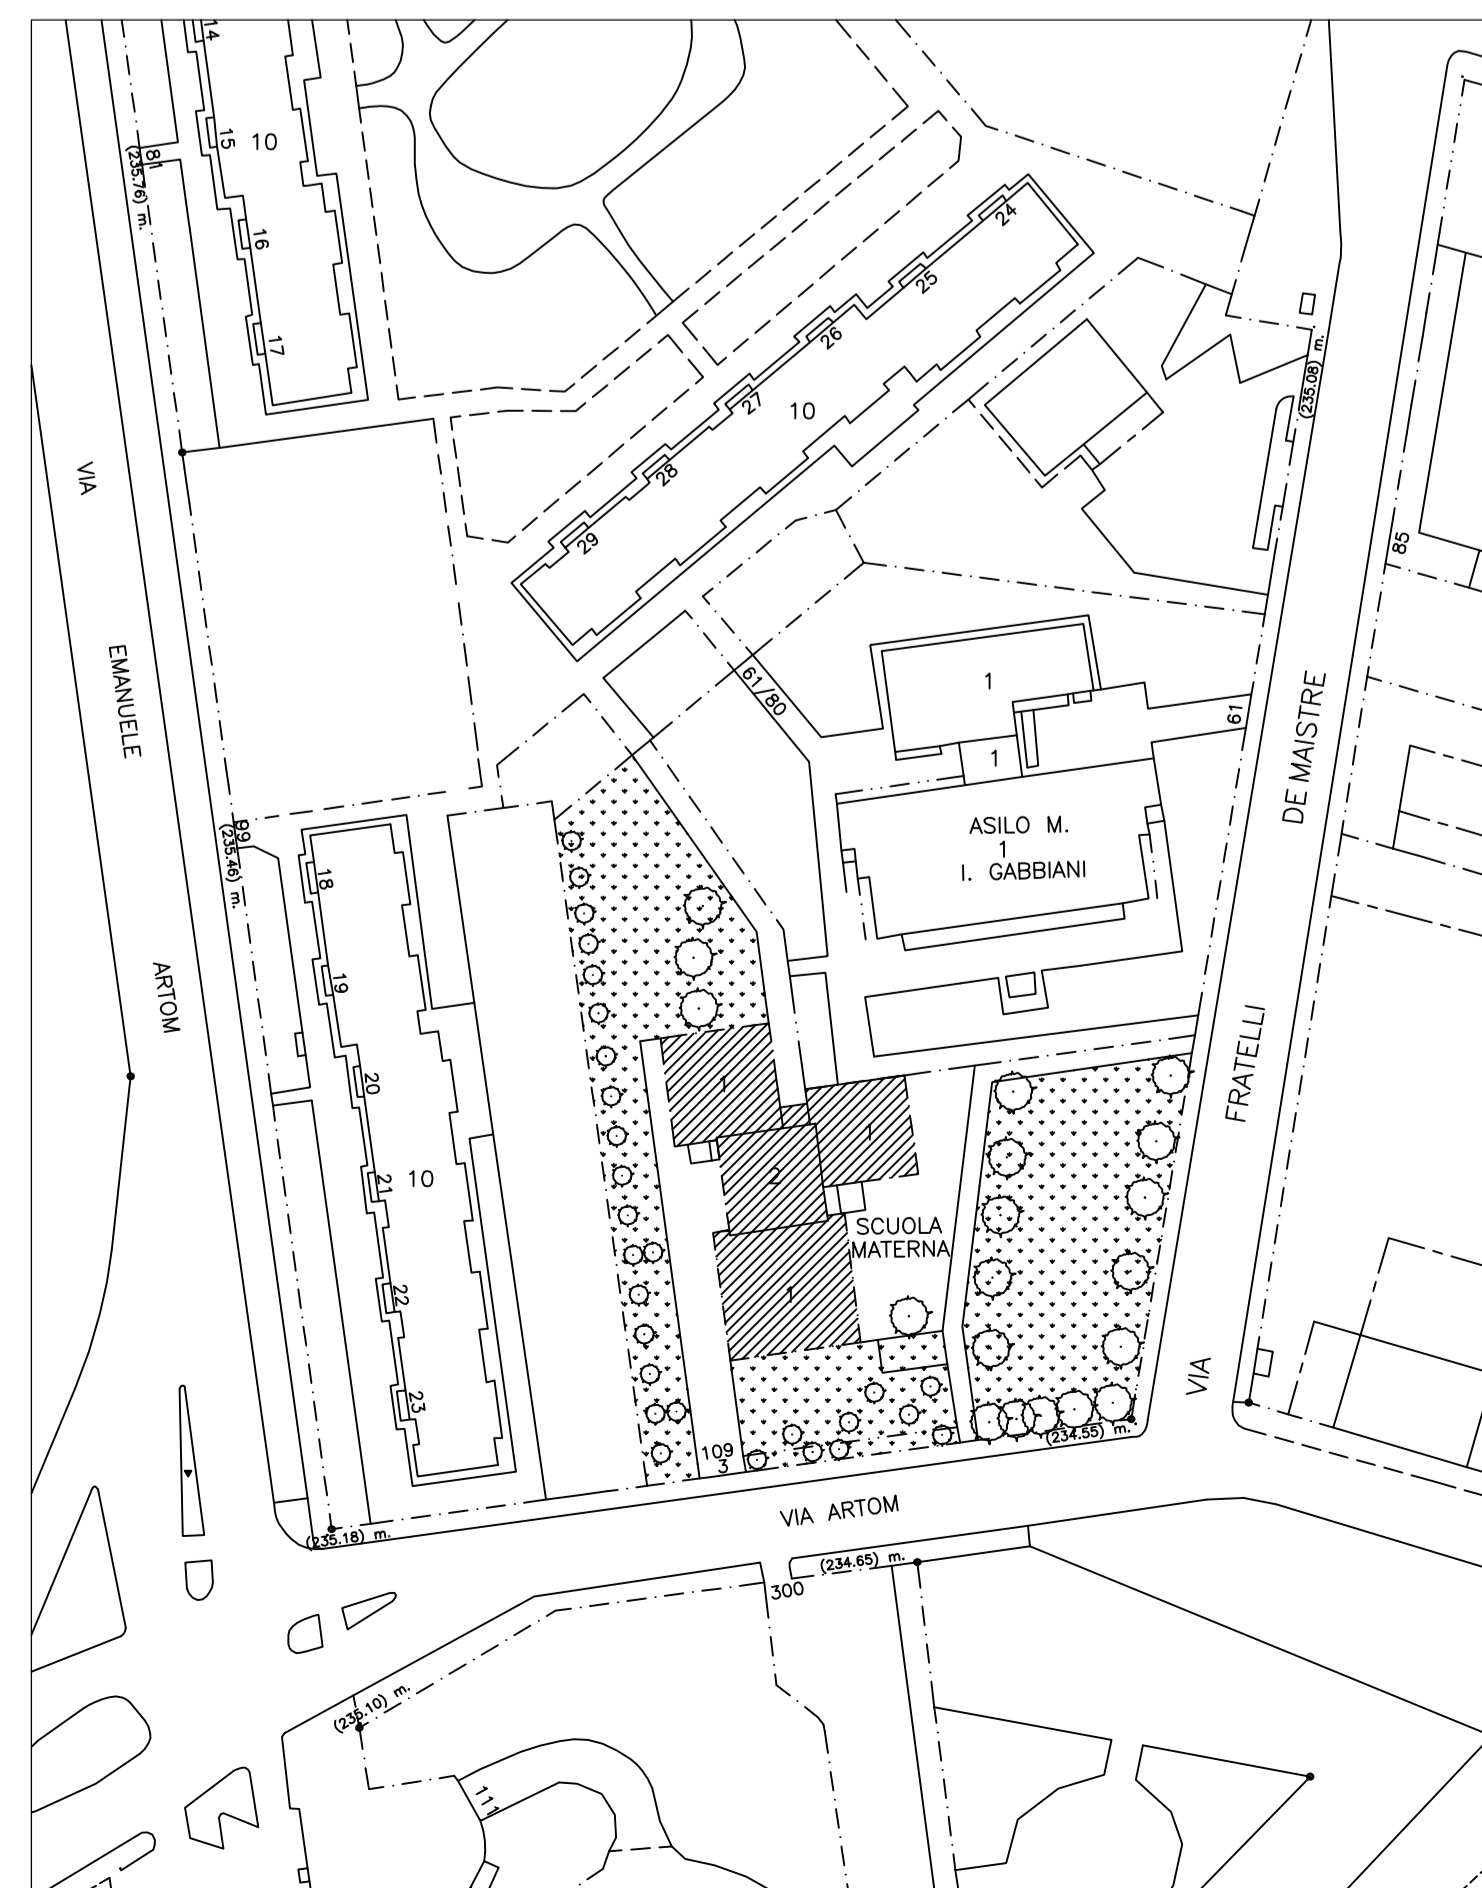 14
15
10
81
(235.76) m.
16
17
24
25
26
27
10
28
29
(235.08) m.
85
VIA
EMANUELE
ARTOM
61/80
1
1
61
DE MAISTRE
FRATELLI
VIA
ASILO M.
1
I. GABBIANI
99
(235.46) m.
18
19
20
21
10
22
23
1
1
2
1
SCUOLA
MATERNA
109
3
(234.55) m.
VIA ARTOM
(235.18) m.
(234.65) m.
300
(235.10) m.
111